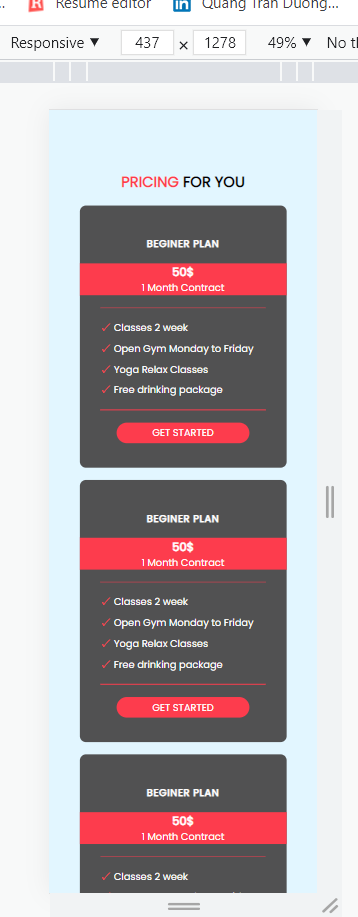 Resume editor
Quang Tran Duong...
Responsive ▼ 437 × 1278 49% ▼
PRICING FOR YOU
BEGINER PLAN
50$
1 Month Contract
✓ Classes 2 week
✓ Open Gym Monday to Friday
✓ Yoga Relax Classes
✓ Free drinking package
GET STARTED
BEGINER PLAN
50$
1 Month Contract
✓ Classes 2 week
✓ Open Gym Monday to Friday
✓ Yoga Relax Classes
✓ Free drinking package
GET STARTED
BEGINER PLAN
50$
1 Month Contract
✓ Classes 2 week